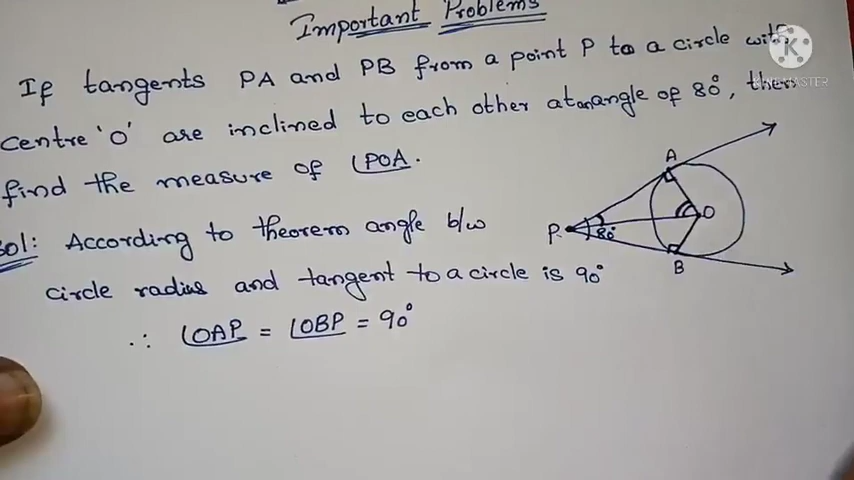 Important Problems
If tangents PA and PB from a point P to a circle with
centre 'O' are inclined to each other at an angle of 80°, then
find the measure of ∠POA.
Sol: According to theorem angle b/w
circle radius and tangent to a circle is 90°
∴ ∠OAP = ∠OBP = 90°
A
P
80°
O
B
K
KINEMASTER